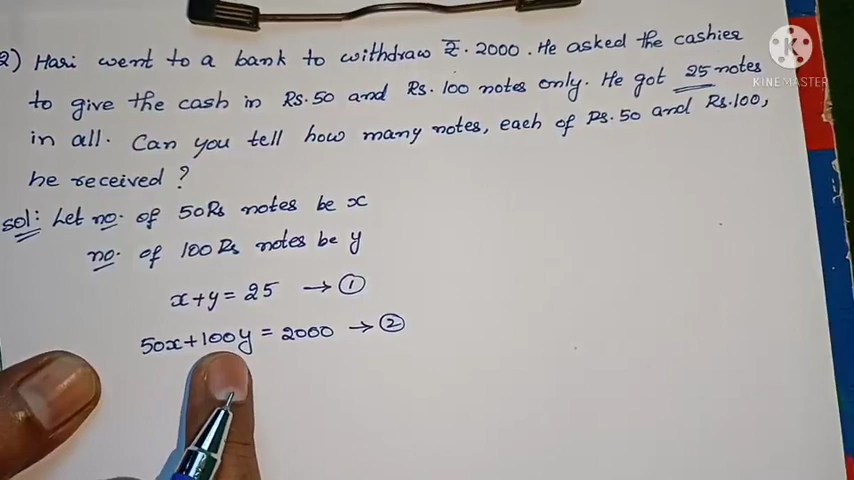 2) Hari went to a bank to withdraw ₹. 2000. He asked the cashier
to give the cash in Rs. 50 and Rs. 100 notes only. He got 25 notes
in all. Can you tell how many notes, each of Rs. 50 and Rs. 100,
he received?
Sol: Let no. of 50Rs notes be x
no. of 100Rs notes be y
x+y = 25 → ①
50x+100y = 2000 → ②
K
KINEMASTER